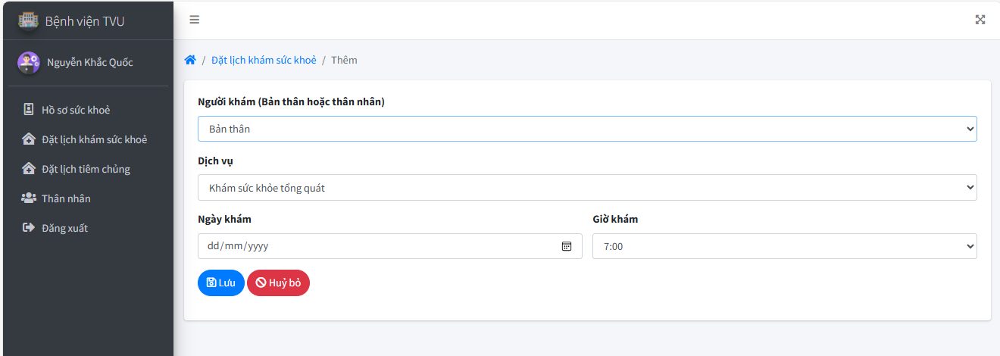 Bệnh viện TVU
Nguyễn Khắc Quốc
Hồ sơ sức khoẻ
Đặt lịch khám sức khoẻ
Đặt lịch tiêm chủng
Thân nhân
Đăng xuất
/ Đặt lịch khám sức khoẻ / Thêm
Người khám (Bản thân hoặc thân nhân)
Bản thân
Dịch vụ
Khám sức khỏe tổng quát
Ngày khám
Giờ khám
dd/mm/yyyy
7:00
Lưu
Huỷ bỏ